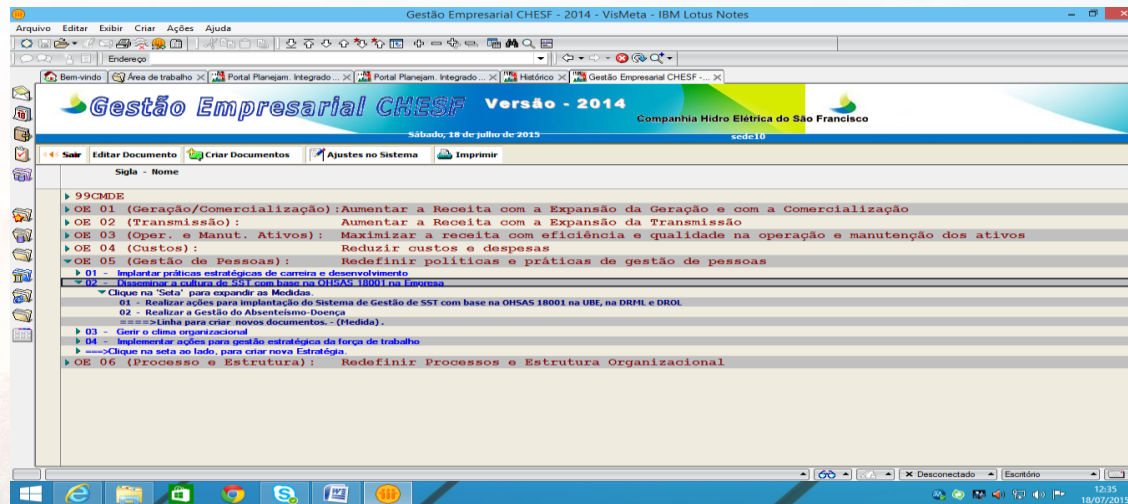 Gestão Empresarial CHESF - 2014 - VisMeta - IBM Lotus Notes
Arquivo Editar Exibir Criar Ações Ajuda
Endereço
Bem-vindo Área de trabalho Portal Planejam. Integrado ... Portal Planejam. Integrado ... Histórico Gestão Empresarial CHESF -...
Gestão Empresarial CHESF Versão - 2014
Companhia Hidro Elétrica do São Francisco
Sábado, 18 de julho de 2015 sede10
Sair Editar Documento Criar Documentos Ajustes no Sistema Imprimir
Sigla - Nome
99CMDE
OE 01 (Geração/Comercialização):Aumentar a Receita com a Expansão da Geração e com a Comercialização
OE 02 (Transmissão): Aumentar a Receita com a Expansão da Transmissão
OE 03 (Oper. e Manut. Ativos): Maximizar a receita com eficiência e qualidade na operação e manutenção dos ativos
OE 04 (Custos): Reduzir custos e despesas
OE 05 (Gestão de Pessoas): Redefinir políticas e práticas de gestão de pessoas
01 - Implantar práticas estratégicas de carreira e desenvolvimento
02 - Disseminar a cultura de SST com base na OHSAS 18001 na Empresa
Clique na 'Seta' para expandir as Medidas.
01 - Realizar ações para implantação do Sistema de Gestão de SST com base na OHSAS 18001 na UBE, na DRML e DROL
02 - Realizar a Gestão do Absenteísmo-Doença
====>Linha para criar novos documentos. - (Medida).
03 - Gerir o clima organizacional
04 - Implementar ações para gestão estratégica da força de trabalho
===>Clique na seta ao lado, para criar nova Estratégia.
OE 06 (Processo e Estrutura): Redefinir Processos e Estrutura Organizacional
Desconectado Escritório
12:35
18/07/2015